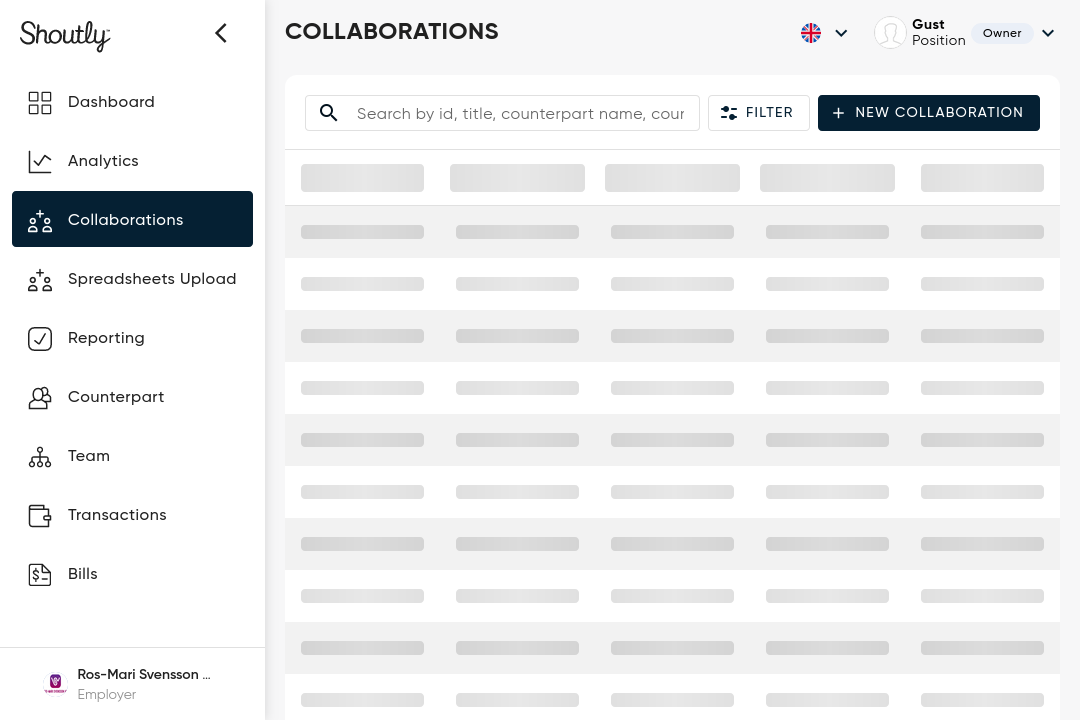 Shoutly
COLLABORATIONS
Gust
Position
Owner
Dashboard
Analytics
Collaborations
Spreadsheets Upload
Reporting
Counterpart
Team
Transactions
Bills
Search by id, title, counterpart name, cour
FILTER
+ NEW COLLABORATION
Ros-Mari Svensson ...
Employer